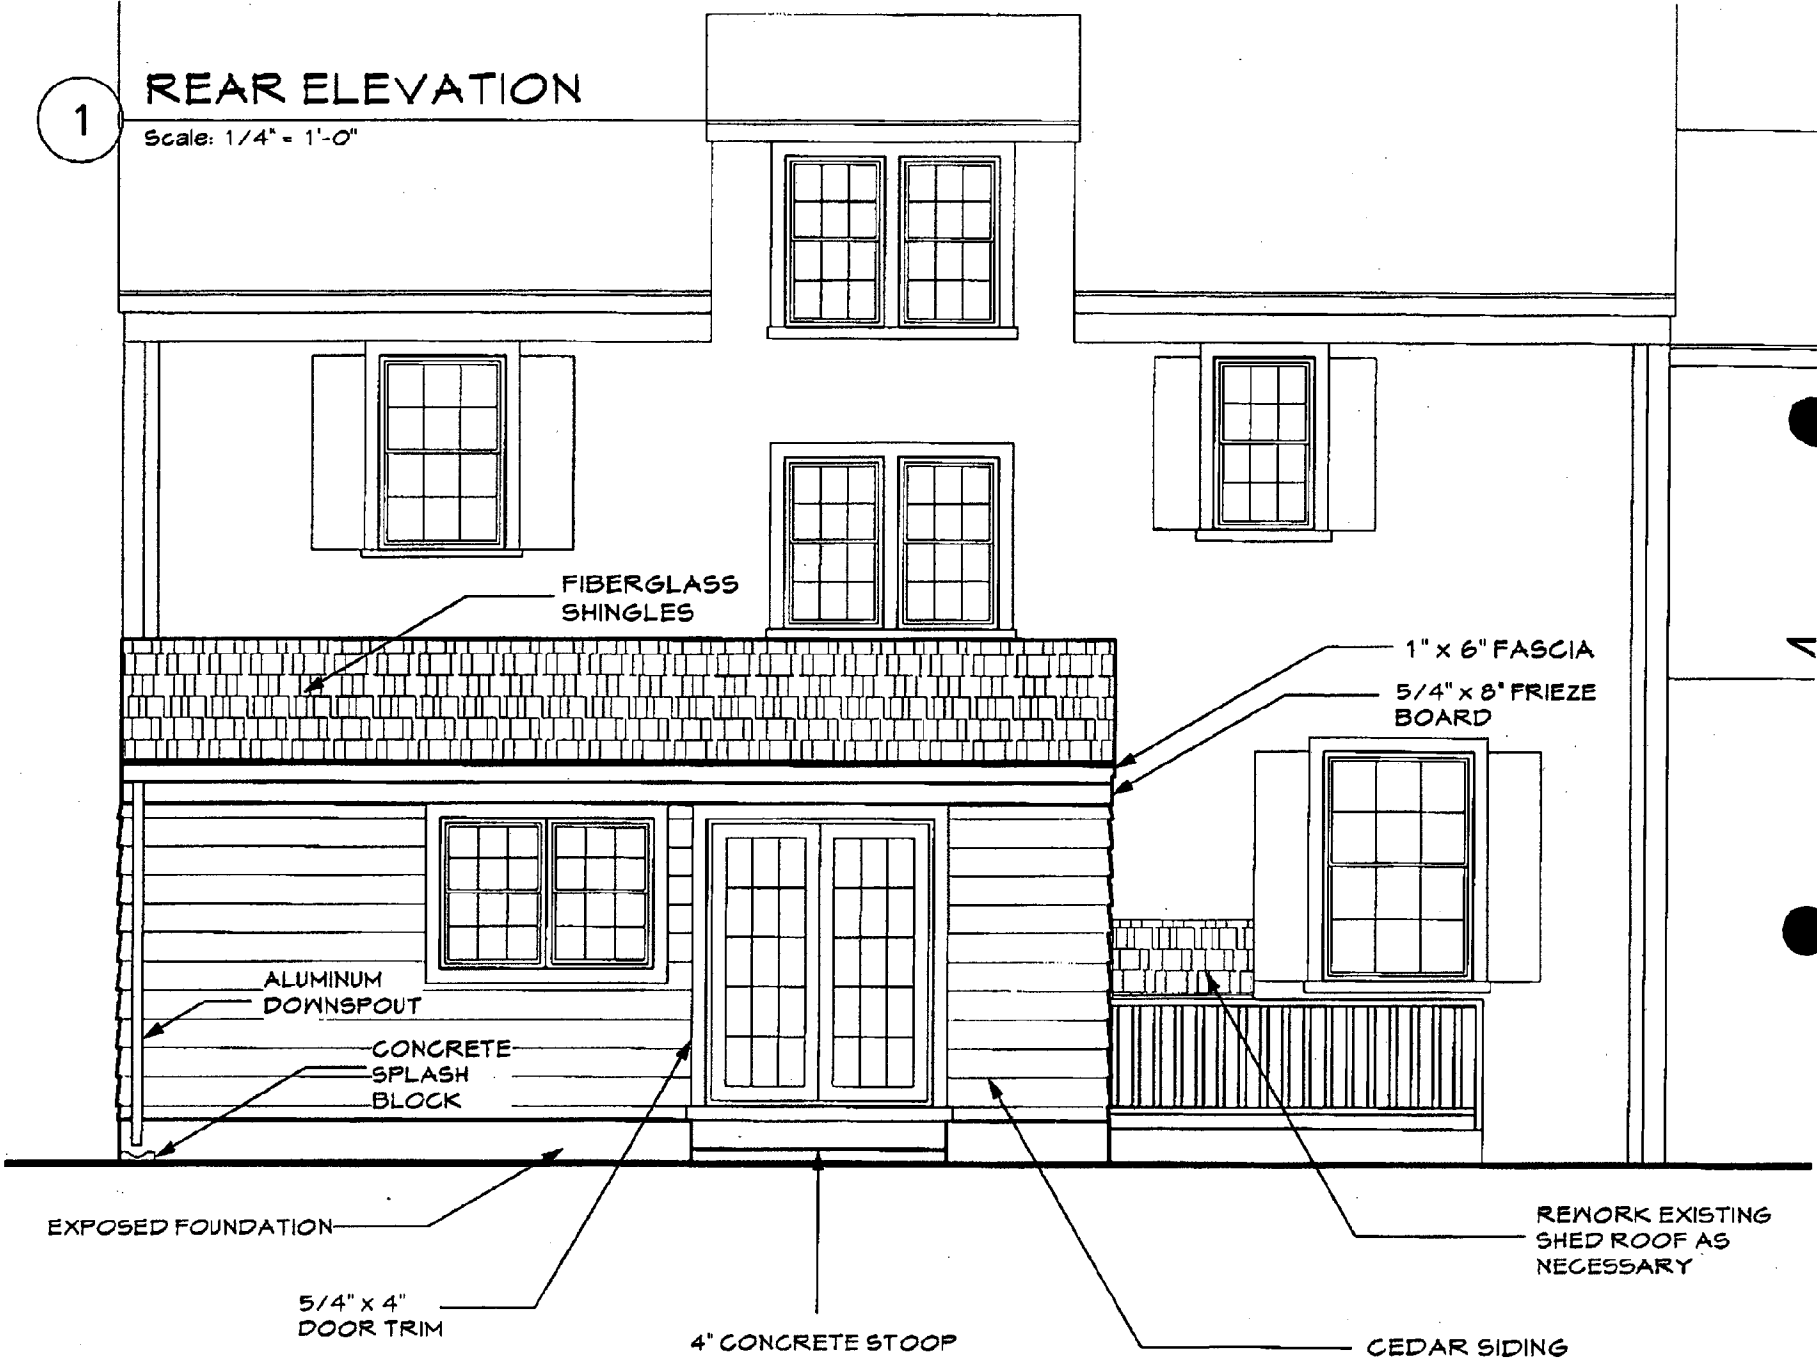 1
REAR ELEVATION
Scale: 1/4" = 1'-0"
FIBERGLASS
SHINGLES
1" x 6" FASCIA
5/4" x 8" FRIEZE
BOARD
ALUMINUM
DOWNSPOUT
CONCRETE
SPLASH
BLOCK
EXPOSED FOUNDATION
REWORK EXISTING
SHED ROOF AS
NECESSARY
5/4" x 4"
DOOR TRIM
4" CONCRETE STOOP
CEDAR SIDING